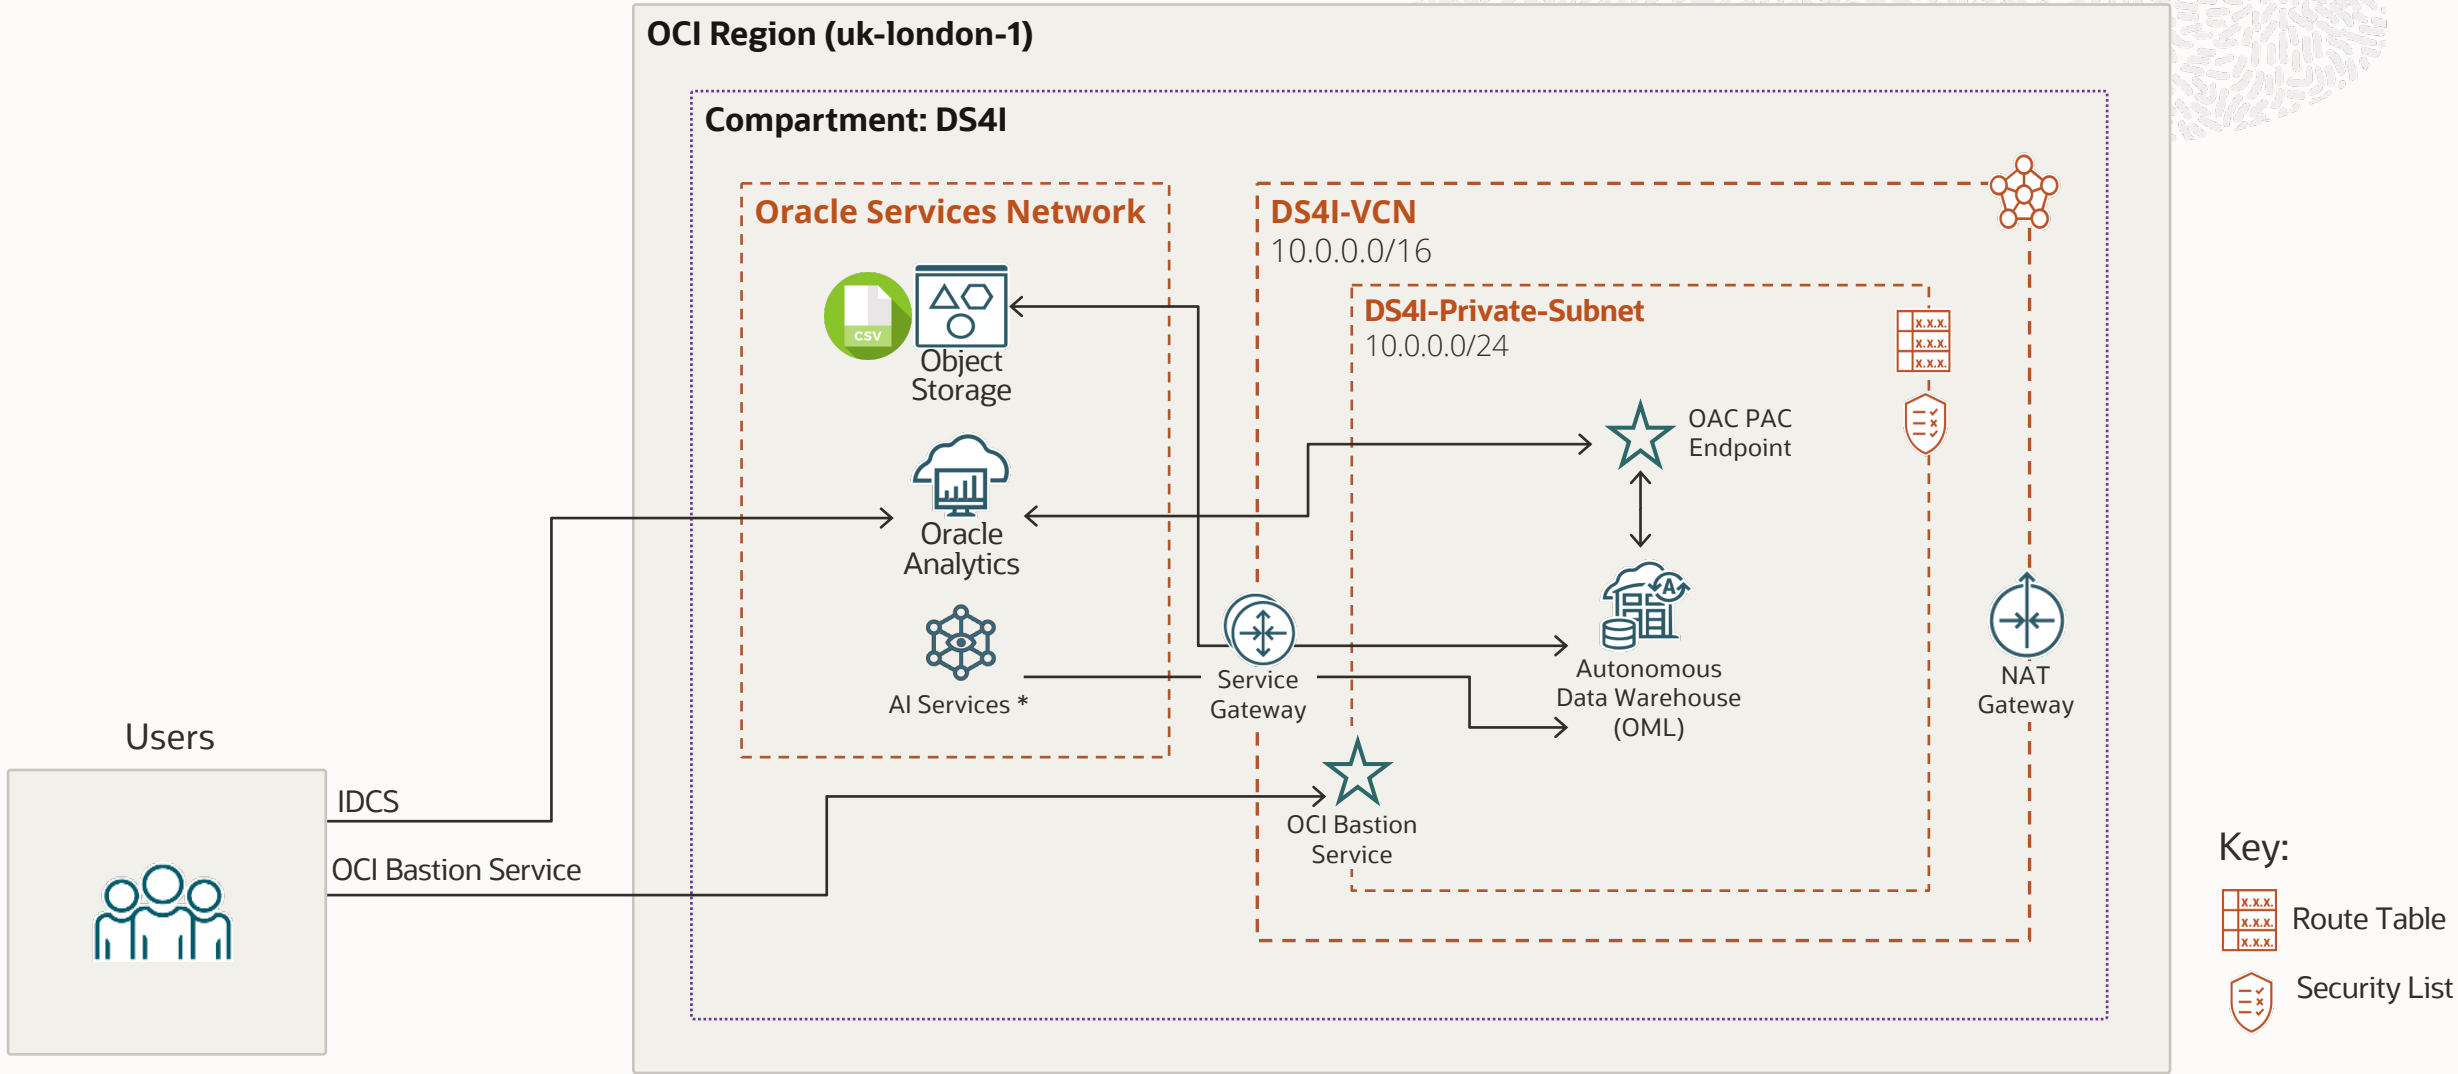 OCI Region (uk-london-1)
Compartment: DS4I
Oracle Services Network
CSV
Object
Storage
Oracle
Analytics
AI Services *
DS4I-VCN
10.0.0.0/16
DS4I-Private-Subnet
10.0.0.0/24
x.x.x.
x.x.x.
x.x.x.
OAC PAC
Endpoint
A
Autonomous
Data Warehouse
(OML)
Service
Gateway
NAT
Gateway
OCI Bastion
Service
Users
IDCS
OCI Bastion Service
Key:
x.x.x.
x.x.x.
x.x.x.
Route Table
Security List